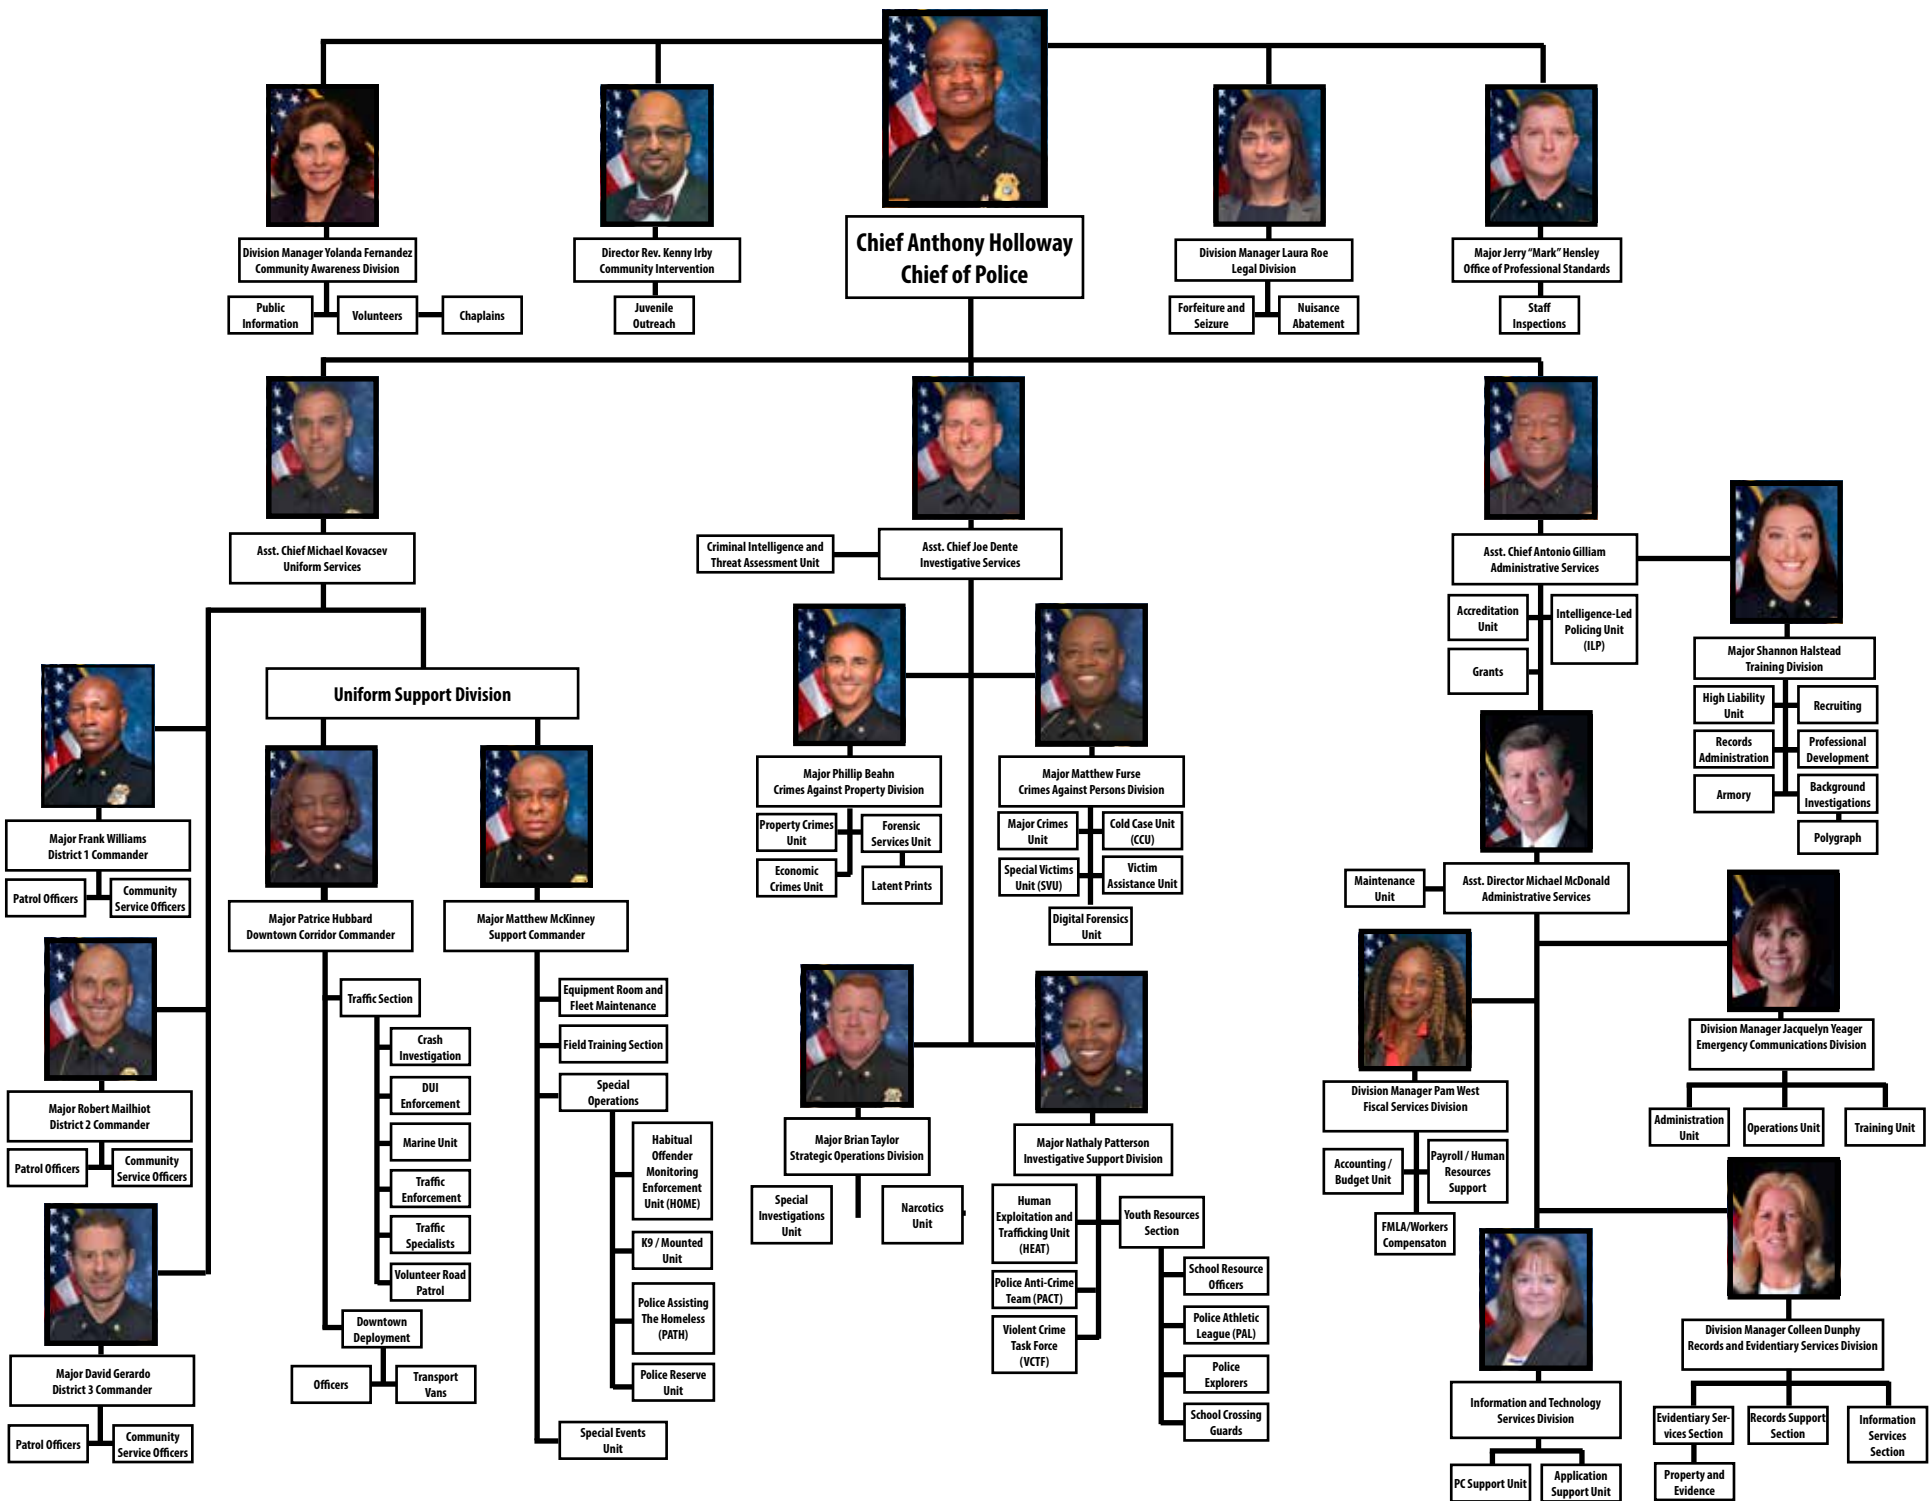 Chief Anthony Holloway
Chief of Police
Division Manager Yolanda Fernandez
Community Awareness Division
Public
Information
Volunteers
Chaplains
Director Rev. Kenny Irby
Community Intervention
Juvenile
Outreach
Division Manager Laura Roe
Legal Division
Forfeiture and
Seizure
Nuisance
Abatement
Major Jerry “Mark” Hensley
Office of Professional Standards
Staff
Inspections
Asst. Chief Michael Kovacsev
Uniform Services
Major Frank Williams
District 1 Commander
Patrol Officers
Community
Service Officers
Major Robert Mailhiot
District 2 Commander
Patrol Officers
Community
Service Officers
Major David Gerardo
District 3 Commander
Patrol Officers
Community
Service Officers
Uniform Support Division
Major Patrice Hubbard
Downtown Corridor Commander
Traffic Section
Crash
Investigation
DUI
Enforcement
Marine Unit
Traffic
Enforcement
Traffic
Specialists
Volunteer Road
Patrol
Downtown
Deployment
Officers
Transport
Vans
Major Matthew McKinney
Support Commander
Equipment Room and
Fleet Maintenance
Field Training Section
Special
Operations
Habitual
Offender
Monitoring
Enforcement
Unit (HOME)
K9 / Mounted
Unit
Police Assisting
The Homeless
(PATH)
Police Reserve
Unit
Special Events
Unit
Asst. Chief Joe Dente
Investigative Services
Criminal Intelligence and
Threat Assessment Unit
Major Phillip Beahn
Crimes Against Property Division
Property Crimes
Unit
Forensic
Services Unit
Economic
Crimes Unit
Latent Prints
Major Matthew Furse
Crimes Against Persons Division
Major Crimes
Unit
Cold Case Unit
(CCU)
Special Victims
Unit (SVU)
Victim
Assistance Unit
Digital Forensics
Unit
Major Brian Taylor
Strategic Operations Division
Special
Investigations
Unit
Narcotics
Unit
Major Nathaly Patterson
Investigative Support Division
Human
Exploitation and
Trafficking Unit
(HEAT)
Youth Resources
Section
Police Anti-Crime
Team (PACT)
Violent Crime
Task Force
(VCTF)
School Resource
Officers
Police Athletic
League (PAL)
Police
Explorers
School Crossing
Guards
Asst. Chief Antonio Gilliam
Administrative Services
Accreditation
Unit
Intelligence-Led
Policing Unit
(ILP)
Grants
Major Shannon Halstead
Training Division
High Liability
Unit
Recruiting
Records
Administration
Professional
Development
Armory
Background
Investigations
Polygraph
Asst. Director Michael McDonald
Administrative Services
Maintenance
Unit
Division Manager Pam West
Fiscal Services Division
Accounting /
Budget Unit
Payroll / Human
Resources
Support
FMLA/Workers
Compensaton
Division Manager Jacquelyn Yeager
Emergency Communications Division
Administration
Unit
Operations Unit
Training Unit
Information and Technology
Services Division
PC Support Unit
Application
Support Unit
Division Manager Colleen Dunphy
Records and Evidentiary Services Division
Evidentiary Ser-
vices Section
Records Support
Section
Information
Services
Section
Property and
Evidence